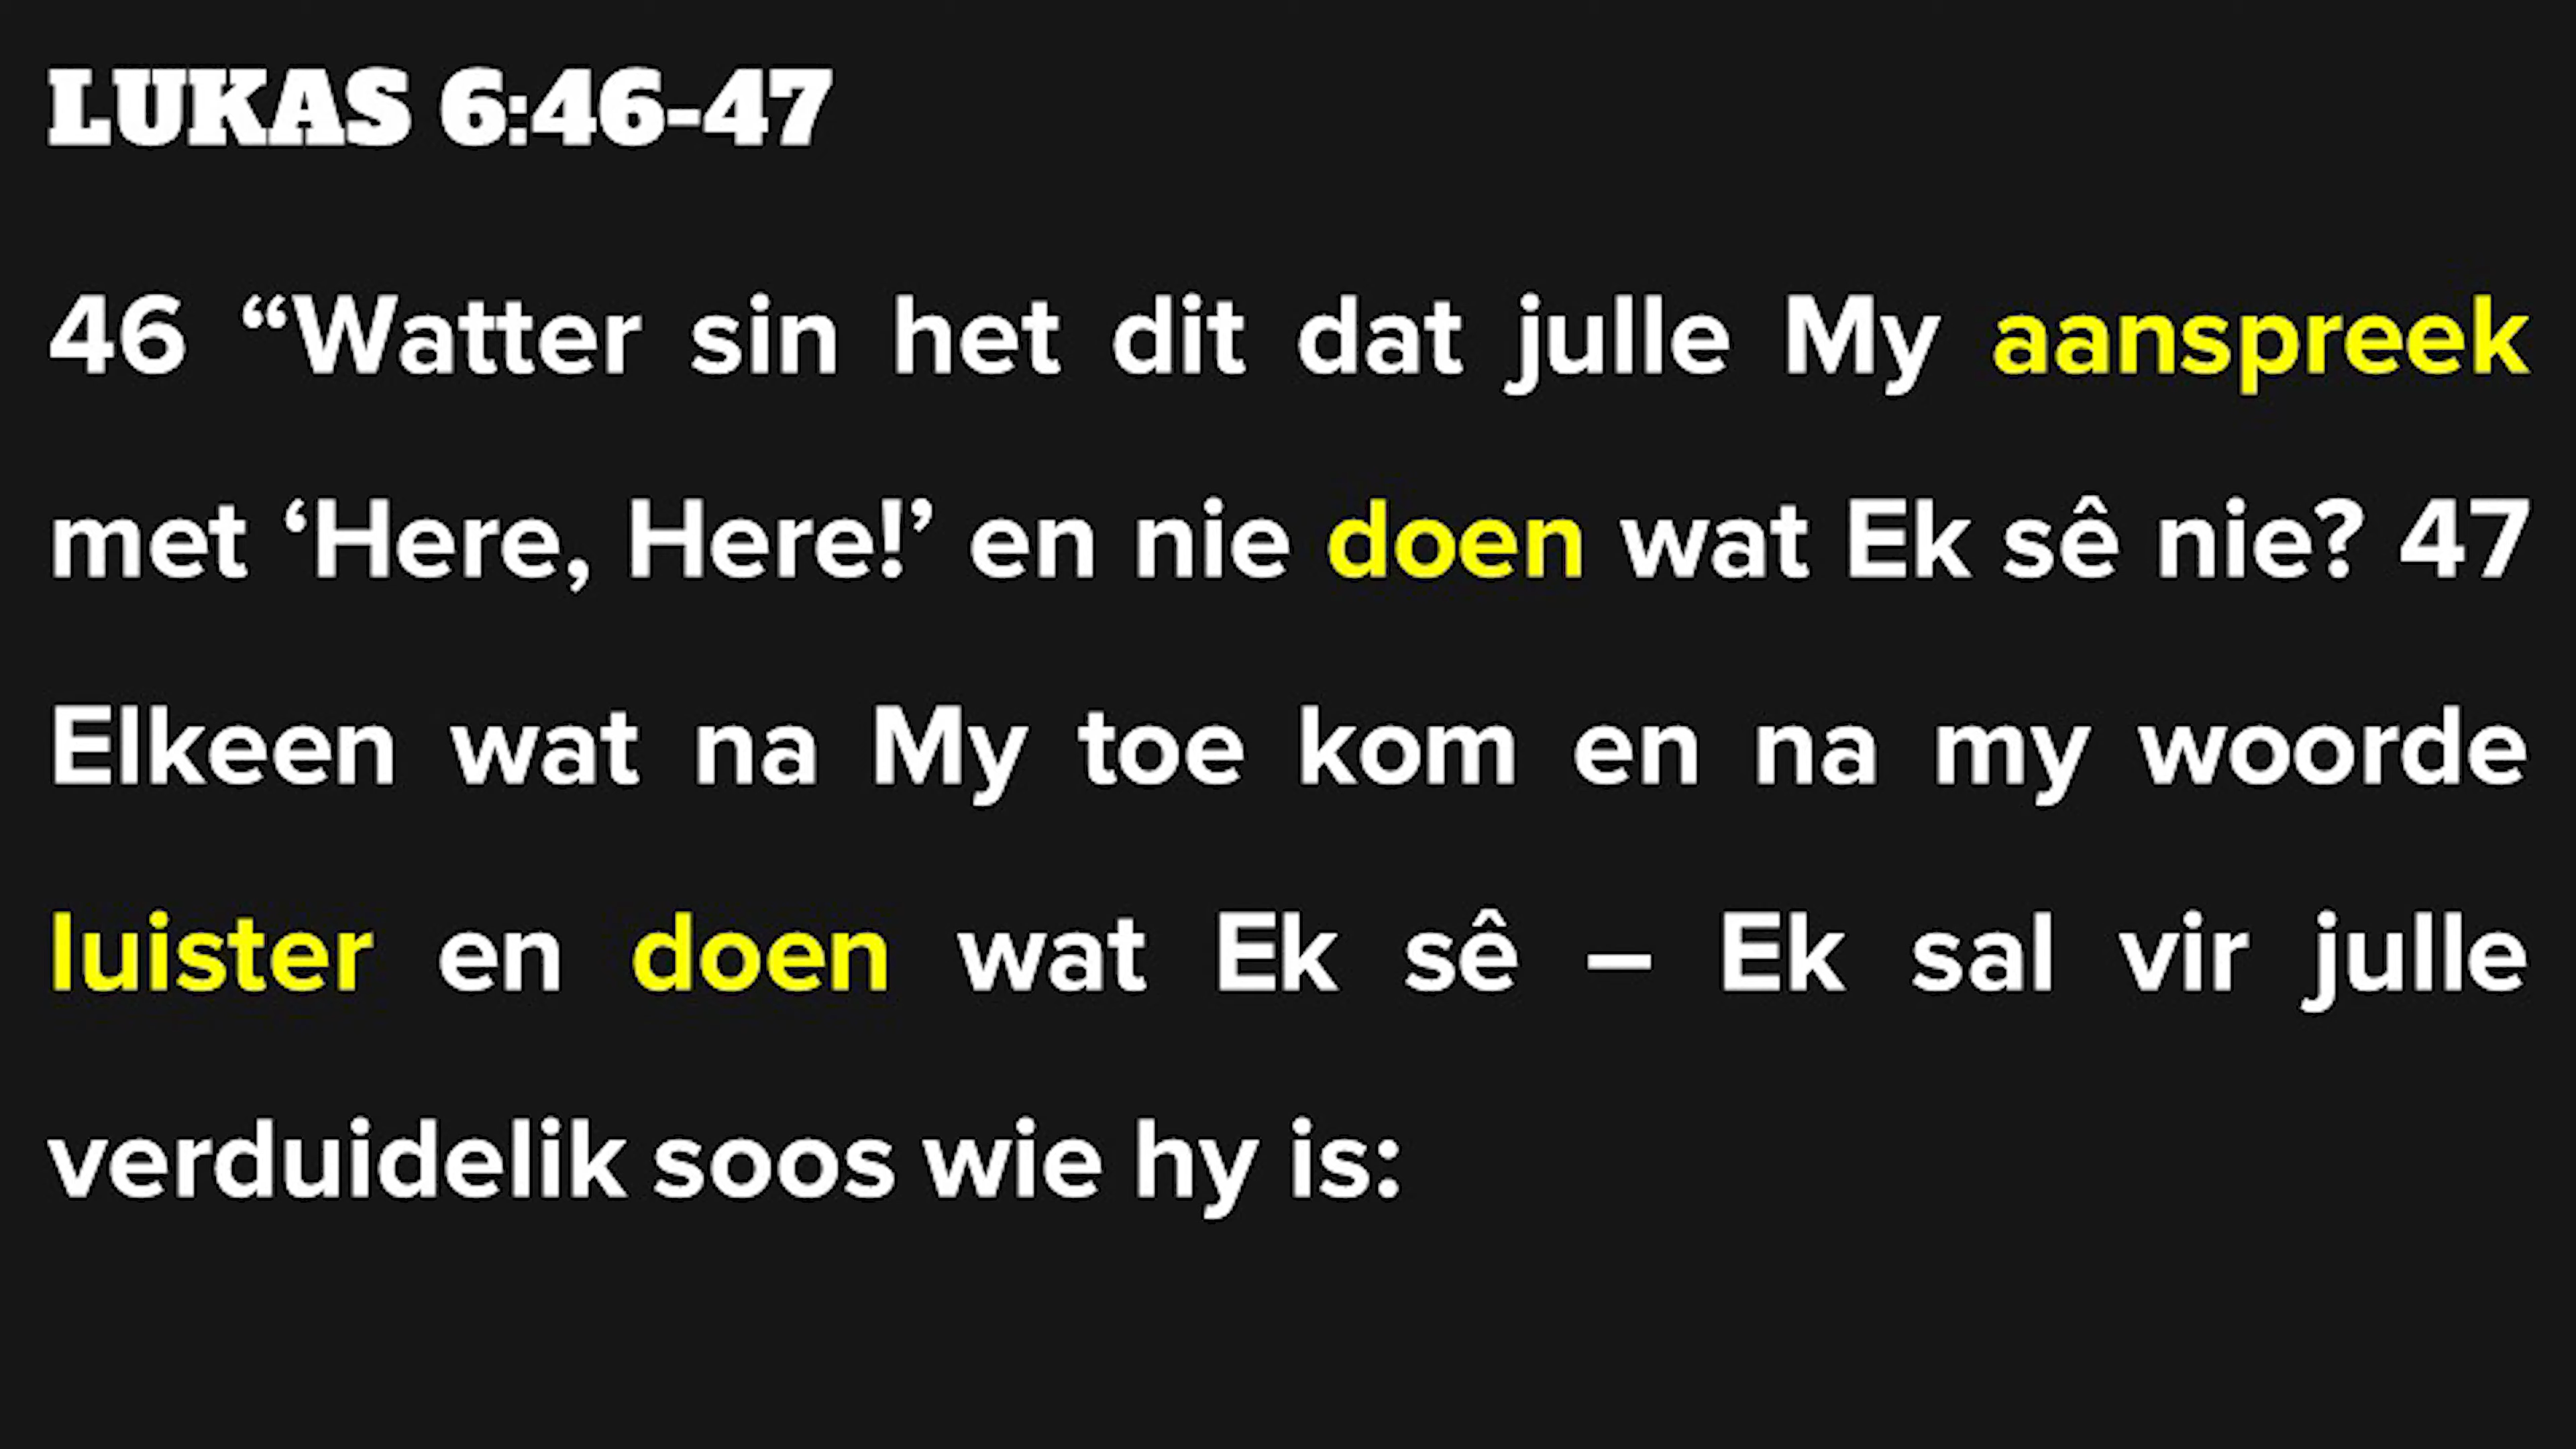 LUKAS 6:46-47
46 “Watter sin het dit dat julle My aanspreek
met ‘Here, Here!’ en nie doen wat Ek sê nie? 47
Elkeen wat na My toe kom en na my woorde
luister en doen wat Ek sê – Ek sal vir julle
verduidelik soos wie hy is: